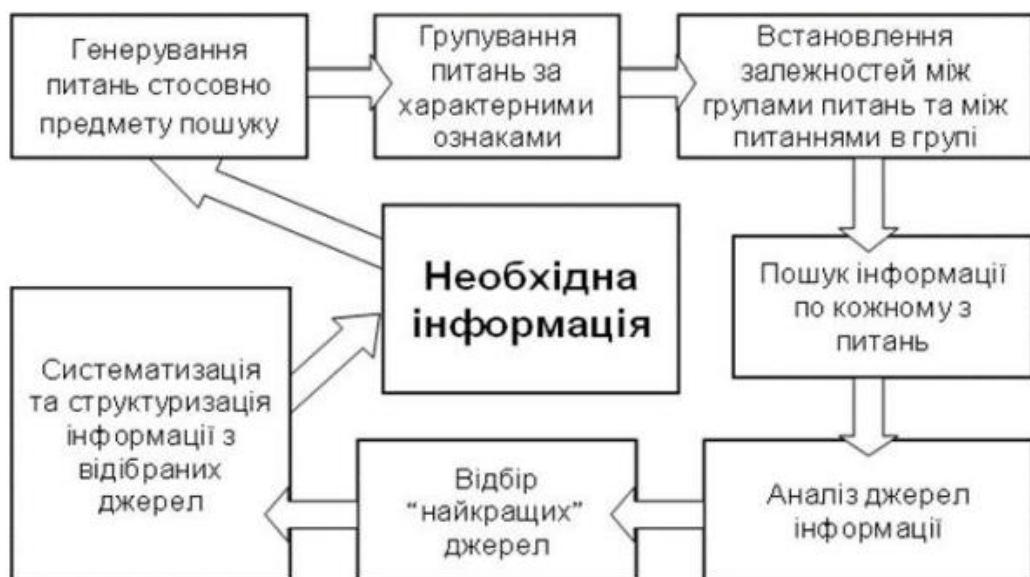 Генерування
питань стосовно
предмету пошуку
Групування
питань за
характерними
ознаками
Встановлення
залежностей між
групами питань та між
питаннями в групі
Необхідна
інформація
Пошук інформації
по кожному з
питань
Систематизація
та структуризація
інформації з
відібраних
джерел
Відбір
“найкращих”
джерел
Аналіз джерел
інформації